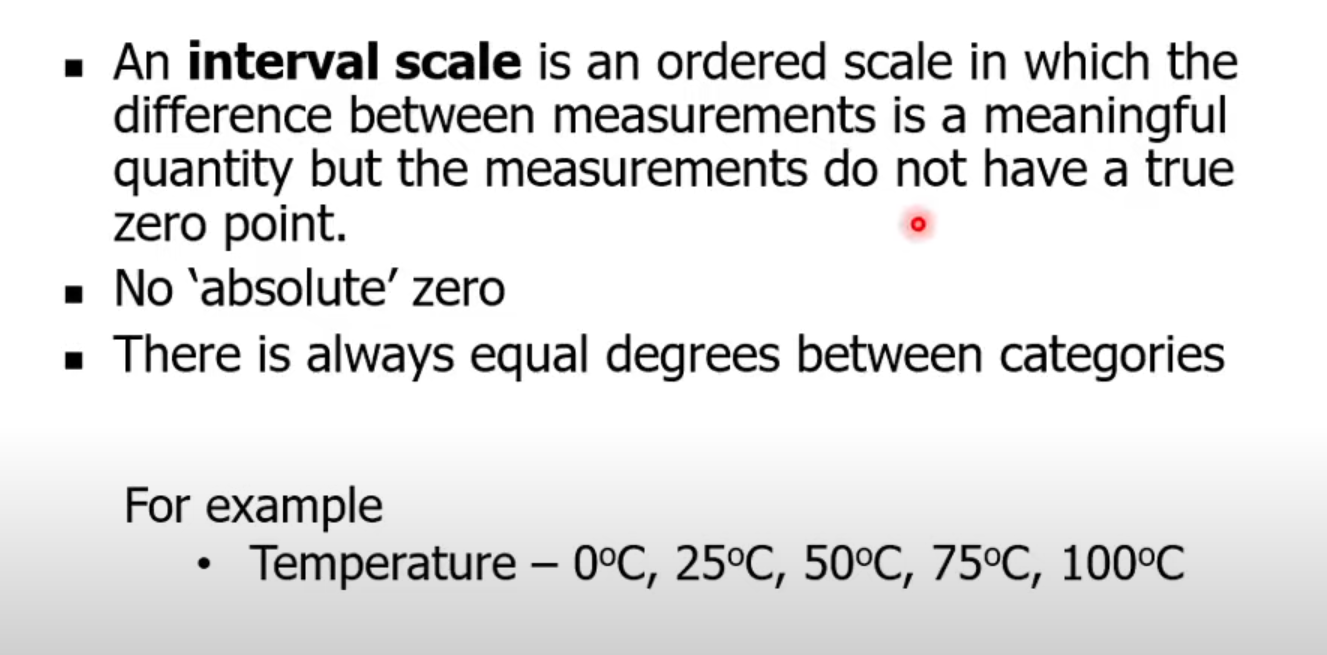 ▪ An interval scale is an ordered scale in which the
difference between measurements is a meaningful
quantity but the measurements do not have a true
zero point.
▪ No ‘absolute’ zero
▪ There is always equal degrees between categories
For example
• Temperature – 0ºC, 25ºC, 50ºC, 75ºC, 100ºC